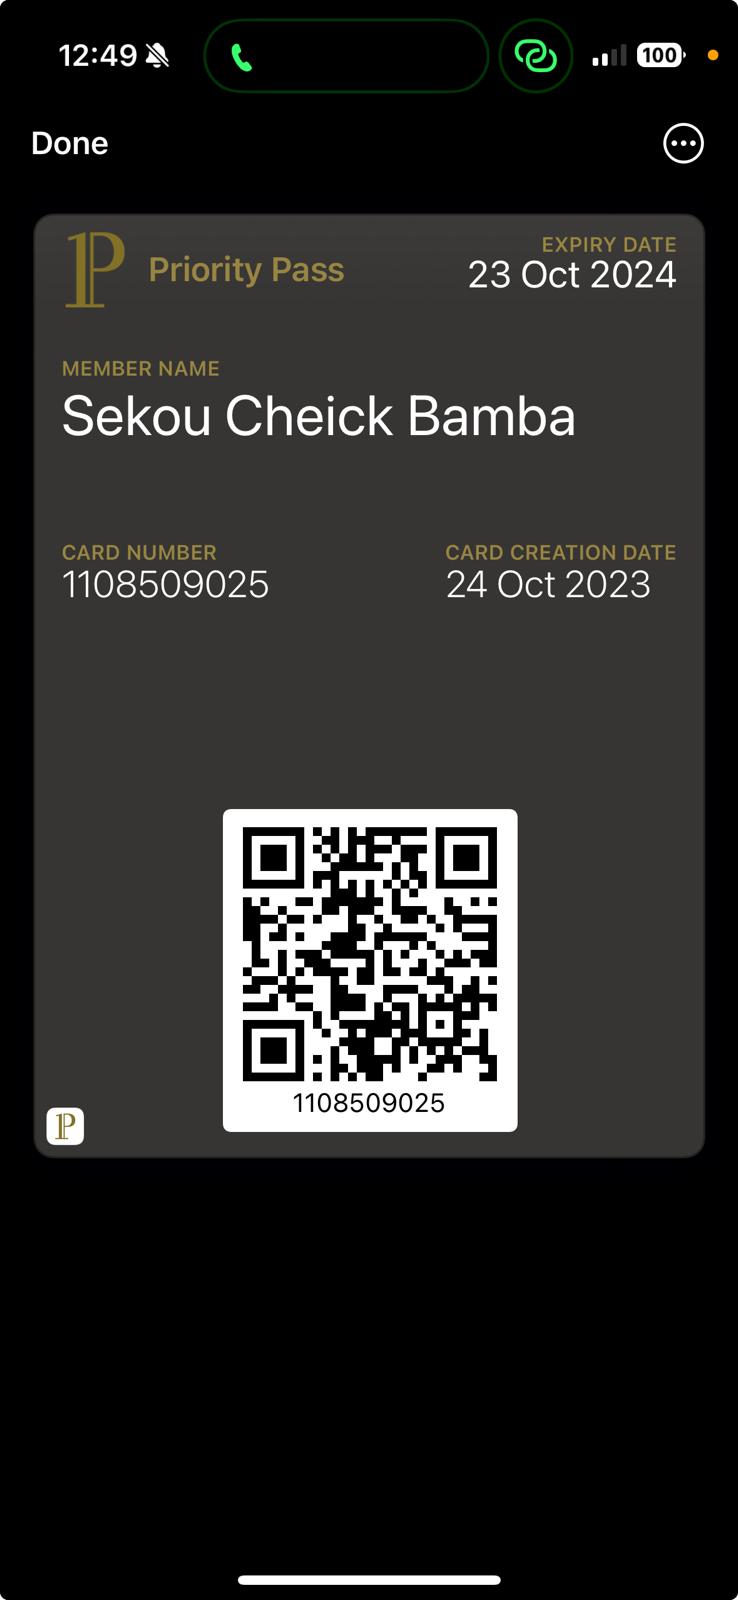 12:49
100
Done
Priority Pass
EXPIRY DATE
23 Oct 2024
MEMBER NAME
Sekou Cheick Bamba
CARD NUMBER
1108509025
CARD CREATION DATE
24 Oct 2023
1108509025